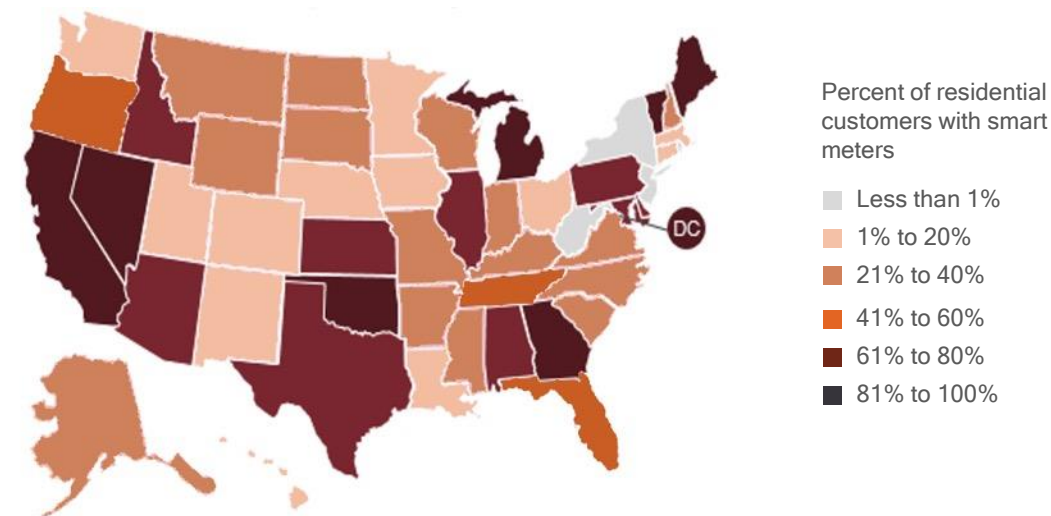 Percent of residential
customers with smart
meters
Less than 1%
1% to 20%
21% to 40%
41% to 60%
61% to 80%
81% to 100%
DC